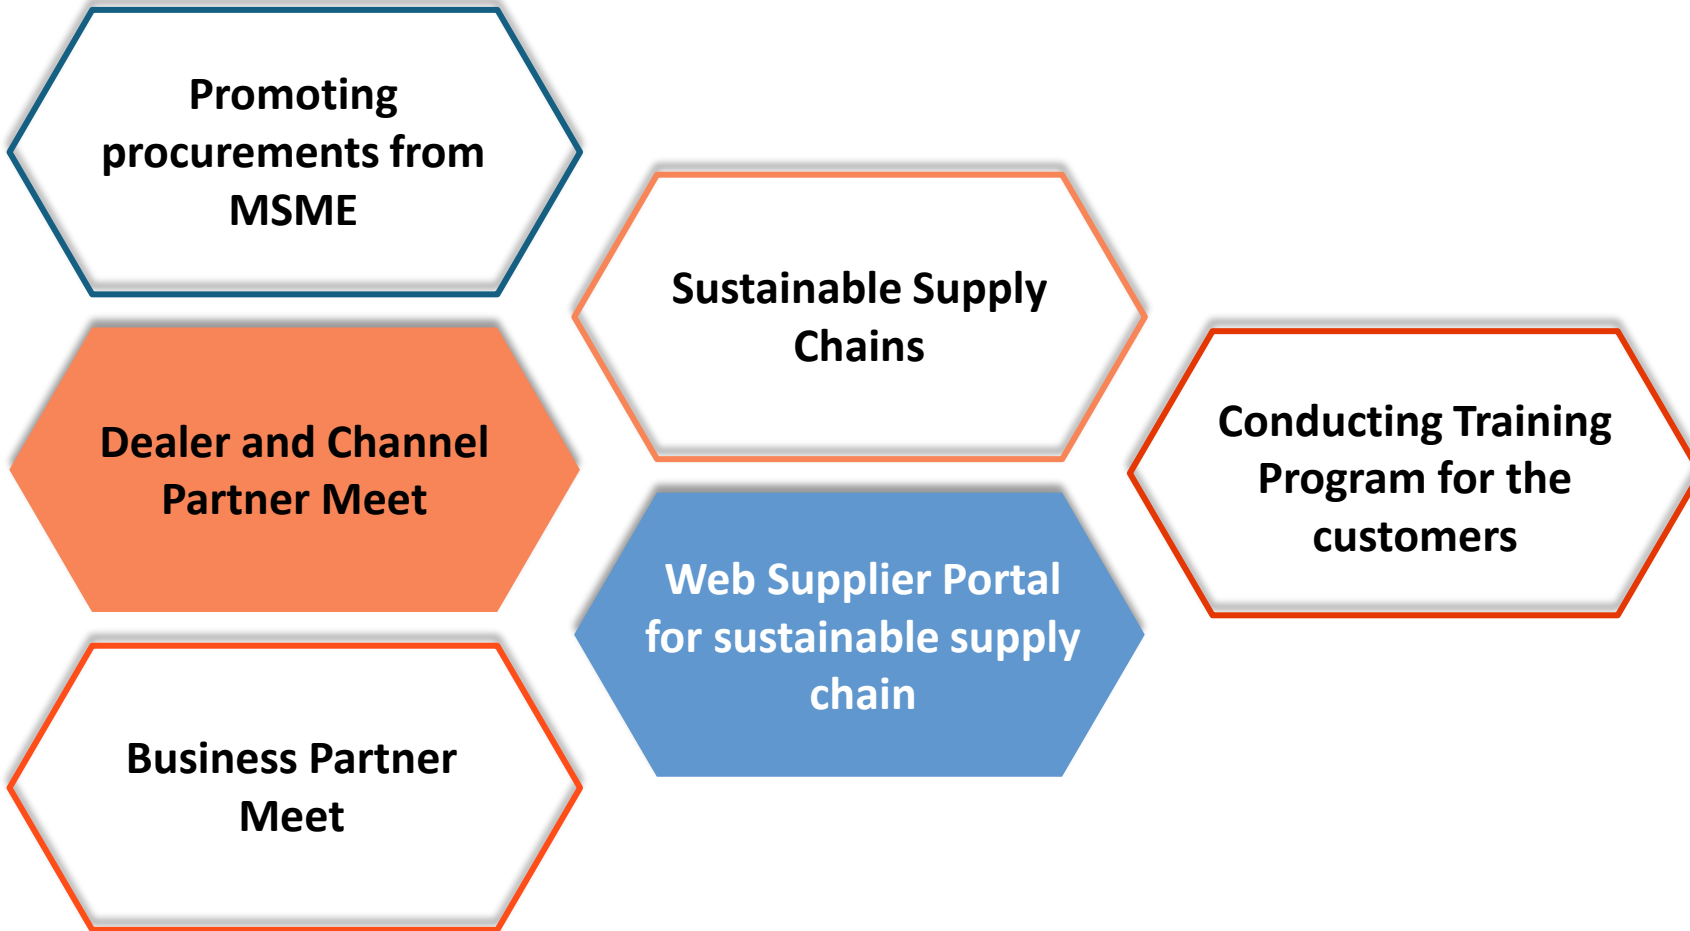 Promoting
procurements from
MSME
Dealer and Channel
Partner Meet
Business Partner
Meet
Sustainable Supply
Chains
Web Supplier Portal
for sustainable supply
chain
Conducting Training
Program for the
customers